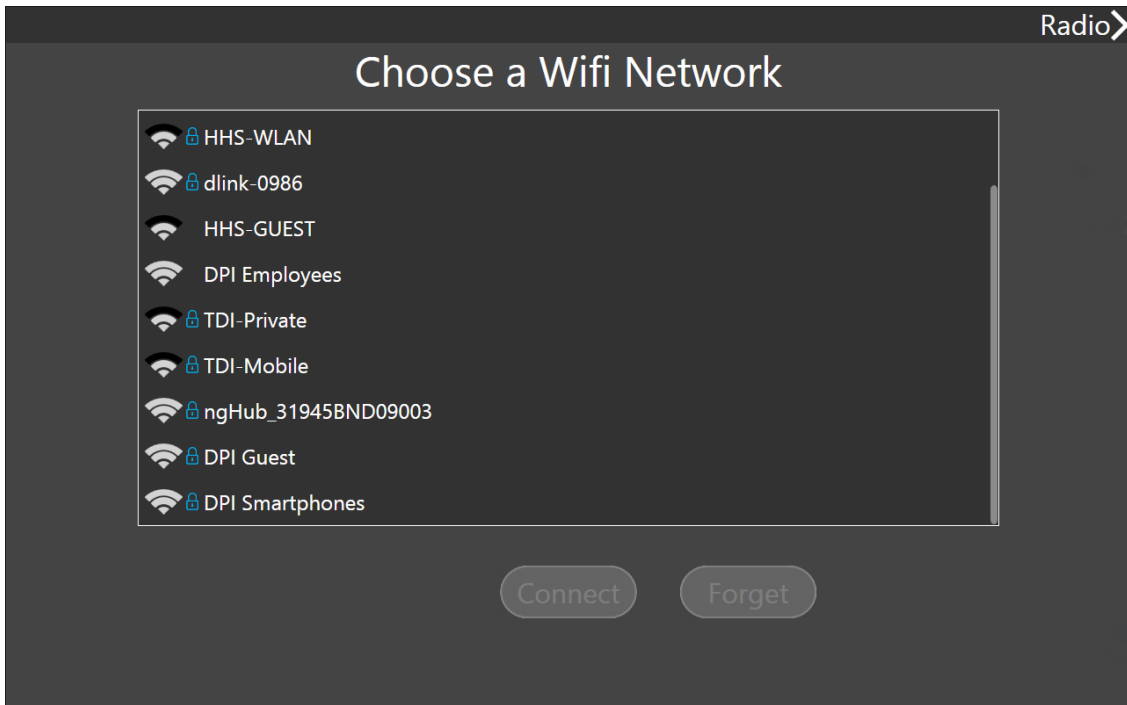 Radio
Choose a Wifi Network
HHS-WLAN
dlink-0986
HHS-GUEST
DPI Employees
TDI-Private
TDI-Mobile
ngHub_31945BND09003
DPI Guest
DPI Smartphones
Connect Forget